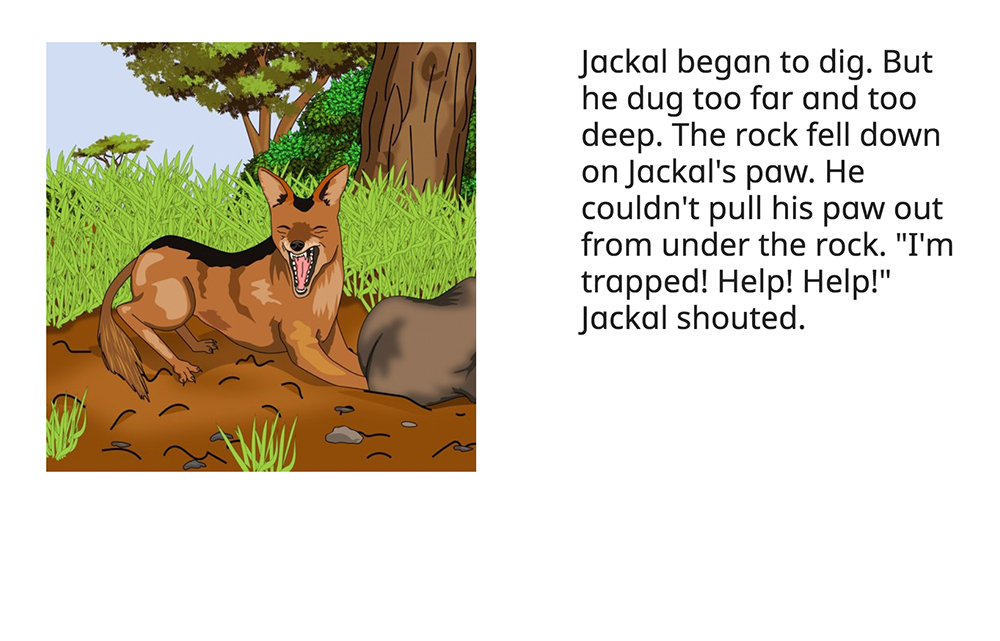 Jackal began to dig. But
he dug too far and too
deep. The rock fell down
on Jackal's paw. He
couldn't pull his paw out
from under the rock. "I'm
trapped! Help! Help!"
Jackal shouted.